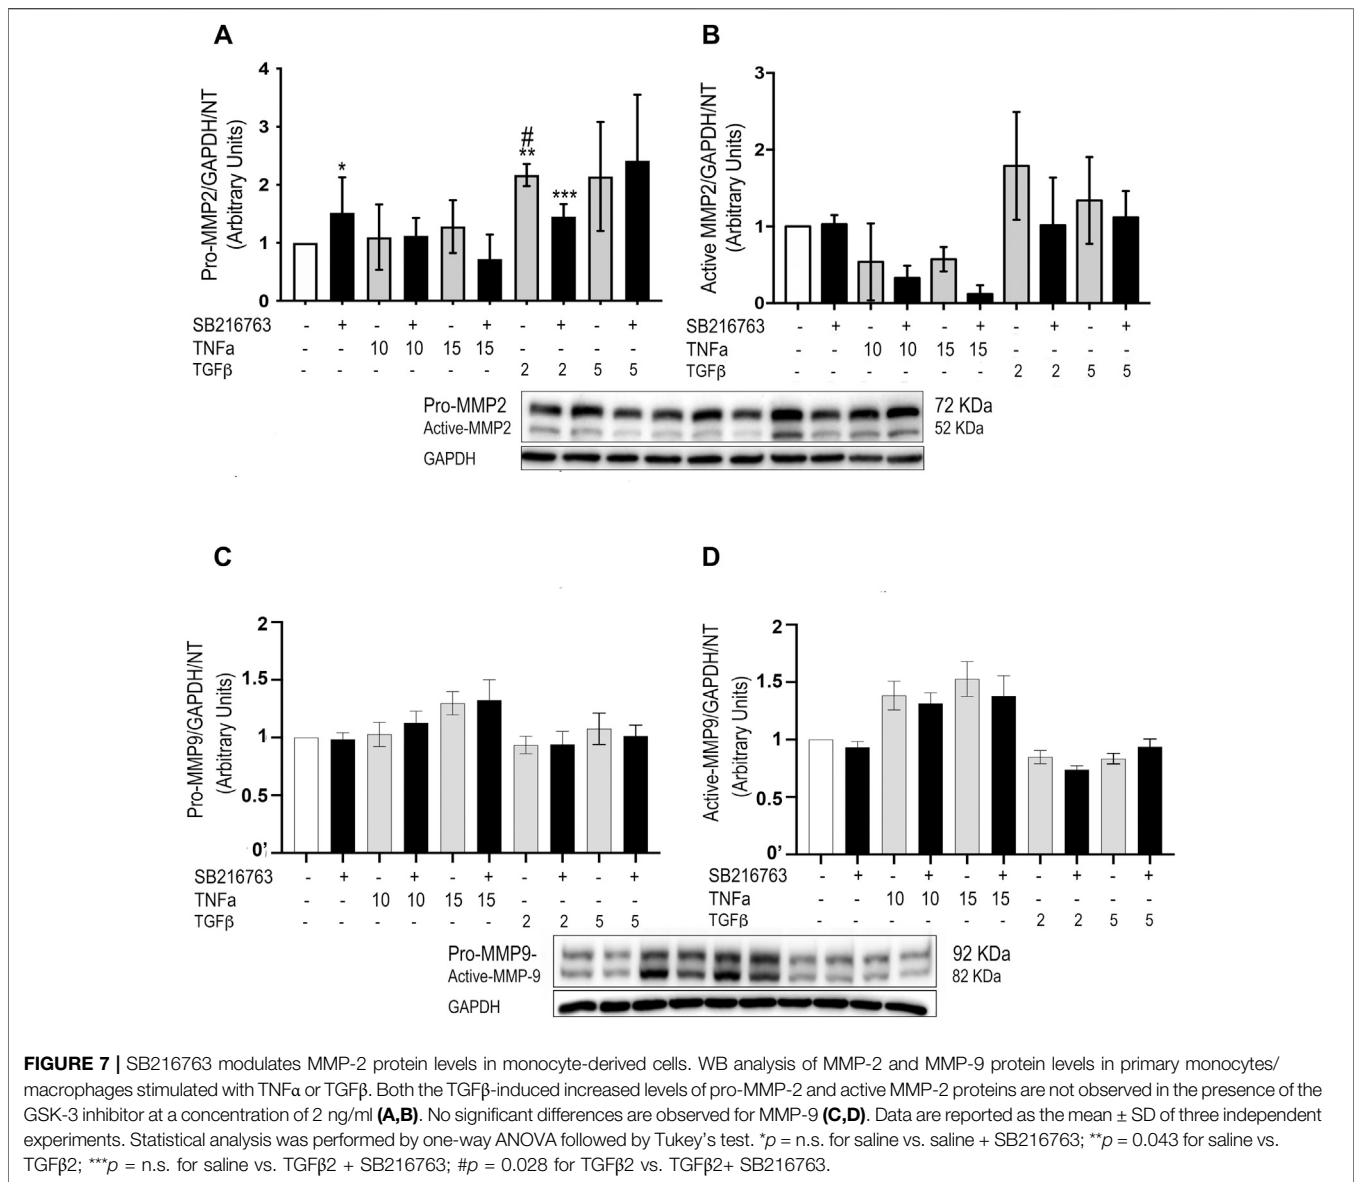 A
B
Pro-MMP2/GAPDH/NT
(Arbitrary Units)
4
3
2
1
0
*
#
**
***
Active MMP2/GAPDH/NT
(Arbitrary Units)
3
2
1
0
SB216763 - + - + - + - + - +
TNFa - - 10 10 15 15 - - - -
TGFβ - - - - - - 2 2 5 5
SB216763 - + - + - + - + - +
TNFa - - 10 10 15 15 - - - -
TGFβ - - - - - - 2 2 5 5
Pro-MMP2 72 KDa
Active-MMP2 52 KDa
GAPDH
C
D
Pro-MMP9/GAPDH/NT
(Arbitrary Units)
2
1.5
1
0.5
0'
Active-MMP9/GAPDH/NT
(Arbitrary Units)
2
1.5
1
0.5
0'
SB216763 - + - + - + - + - +
TNFa - - 10 10 15 15 - - - -
TGFβ - - - - - - 2 2 5 5
SB216763 - + - + - + - + - +
TNFa - - 10 10 15 15 - - - -
TGFβ - - - - - - 2 2 5 5
Pro-MMP9- 92 KDa
Active-MMP-9 82 KDa
GAPDH
FIGURE 7 | SB216763 modulates MMP-2 protein levels in monocyte-derived cells. WB analysis of MMP-2 and MMP-9 protein levels in primary monocytes/
macrophages stimulated with TNFα or TGFβ. Both the TGFβ-induced increased levels of pro-MMP-2 and active MMP-2 proteins are not observed in the presence of the
GSK-3 inhibitor at a concentration of 2 ng/ml (A,B). No significant differences are observed for MMP-9 (C,D). Data are reported as the mean ± SD of three independent
experiments. Statistical analysis was performed by one-way ANOVA followed by Tukey's test. *p = n.s. for saline vs. saline + SB216763; **p = 0.043 for saline vs.
TGFβ2; ***p = n.s. for saline vs. TGFβ2 + SB216763; #p = 0.028 for TGFβ2 vs. TGFβ2+ SB216763.